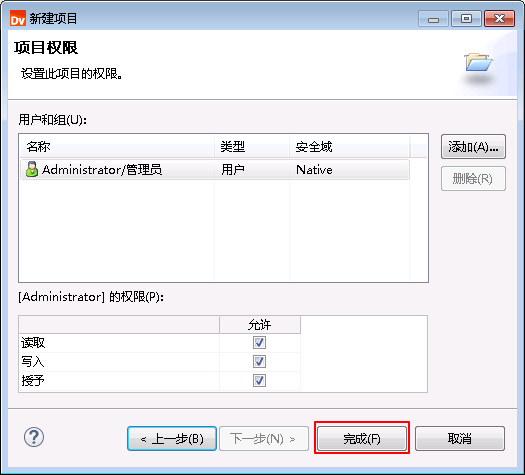 Dv 新建项目
项目权限
设置此项目的权限。
用户和组(U):
名称 类型 安全域
Administrator/管理员 用户 Native
添加(A)...
删除(R)
[Administrator] 的权限(P):
允许
读取
写入
授予
? < 上一步(B) 下一步(N) > 完成(F) 取消